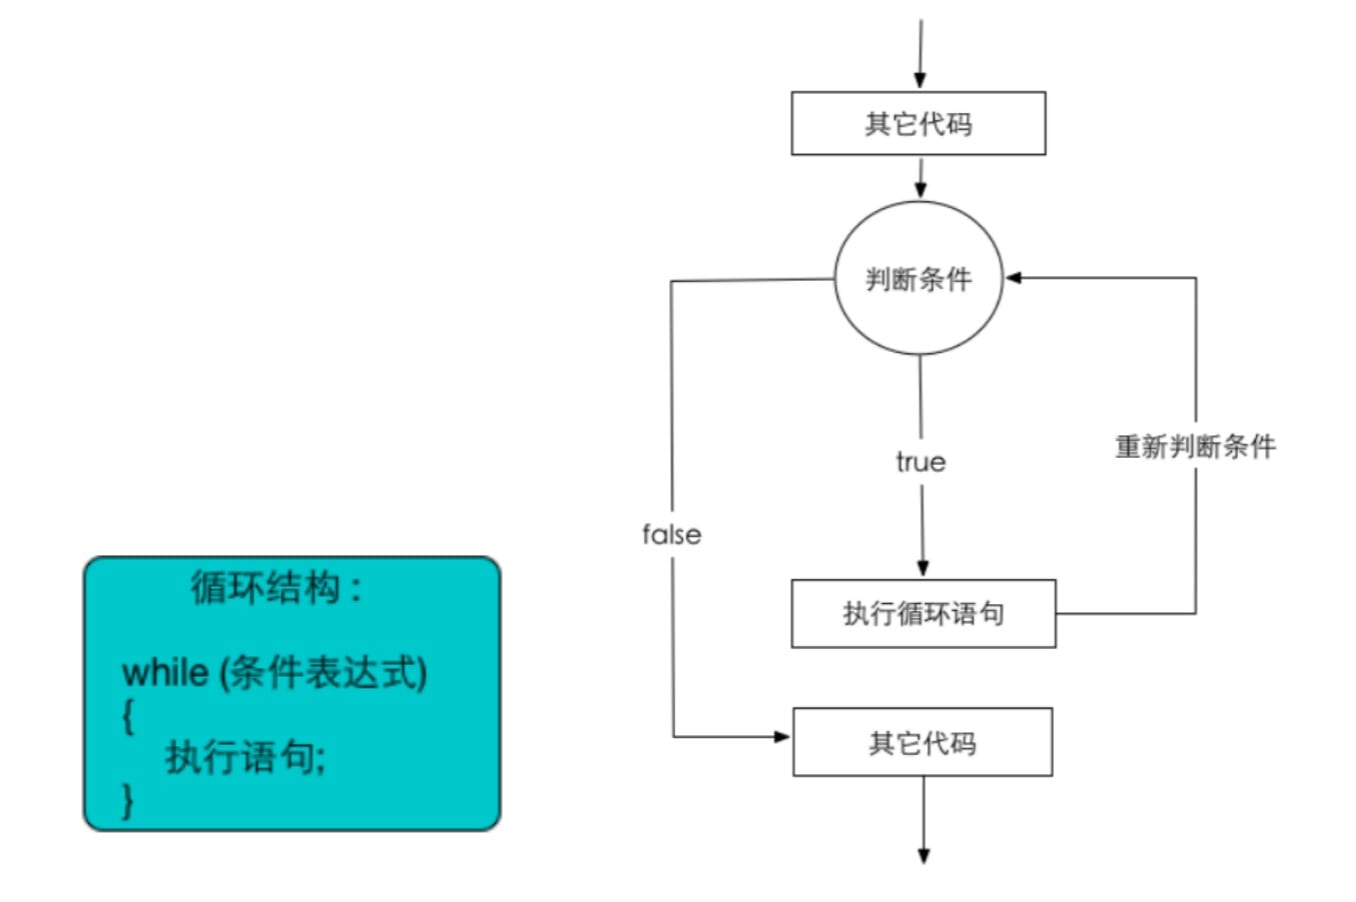 其它代码
判断条件
true
重新判断条件
false
执行循环语句
其它代码
循环结构：
while (条件表达式)
{
执行语句;
}